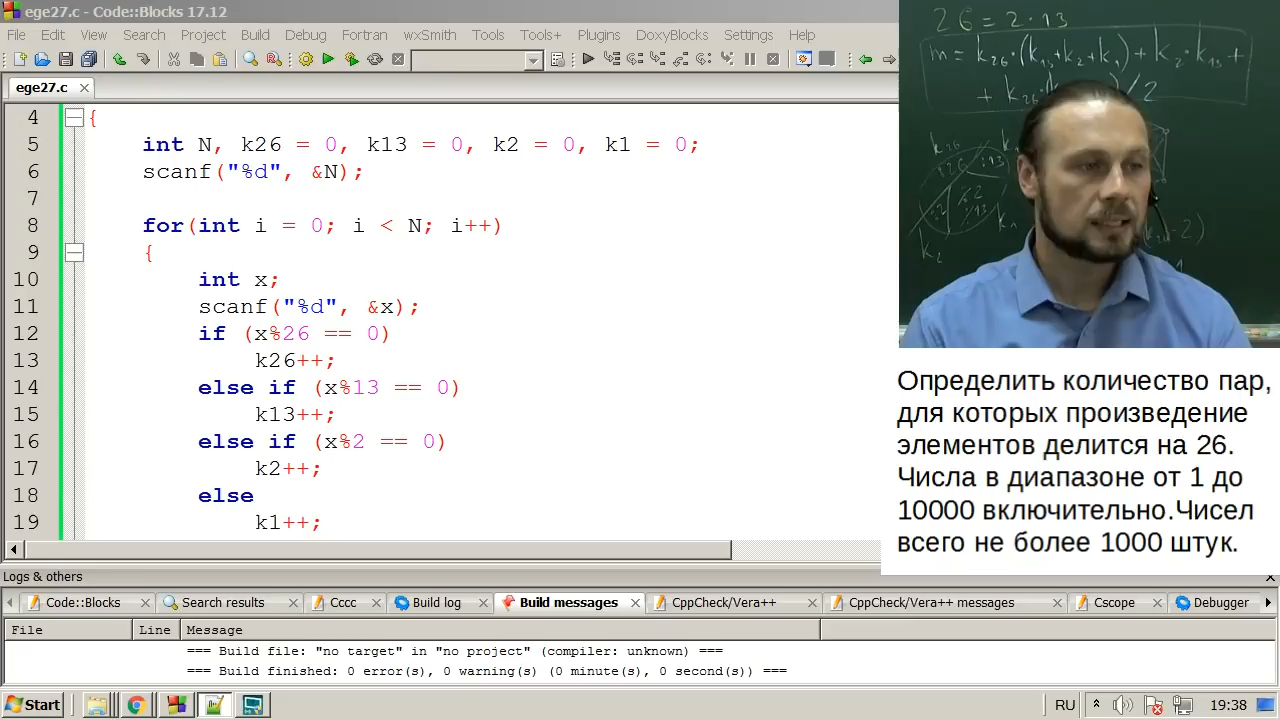 ege27.c - Code::Blocks 17.12
File Edit View Search Project Build Debug Fortran wxSmith Tools Tools+ Plugins DoxyBlocks Settings Help
ege27.c
4 {
5 int N, k26 = 0, k13 = 0, k2 = 0, k1 = 0;
6 scanf("%d", &N);
7
8 for(int i = 0; i < N; i++)
9 {
10 int x;
11 scanf("%d", &x);
12 if (x%26 == 0)
13 k26++;
14 else if (x%13 == 0)
15 k13++;
16 else if (x%2 == 0)
17 k2++;
18 else
19 k1++;
26 = 2·13
m = k26·(k13+k2+k1) + k2·k13 +
Определить количество пар,
для которых произведение
элементов делится на 26.
Числа в диапазоне от 1 до
10000 включительно.Чисел
всего не более 1000 штук.
Logs & others
Code::Blocks Search results Cccc Build log Build messages CppCheck/Vera++ CppCheck/Vera++ messages Cscope Debugger
File Line Message
=== Build file: "no target" in "no project" (compiler: unknown) ===
=== Build finished: 0 error(s), 0 warning(s) (0 minute(s), 0 second(s)) ===
Start RU 19:38